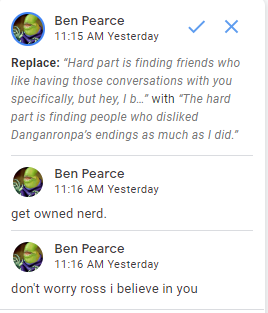 Ben Pearce
11:15 AM Yesterday
Replace: “Hard part is finding friends who
like having those conversations with you
specifically, but hey, I b…” with “The hard
part is finding people who disliked
Danganronpa’s endings as much as I did.”
Ben Pearce
11:16 AM Yesterday
get owned nerd.
Ben Pearce
11:16 AM Yesterday
don't worry ross i believe in you